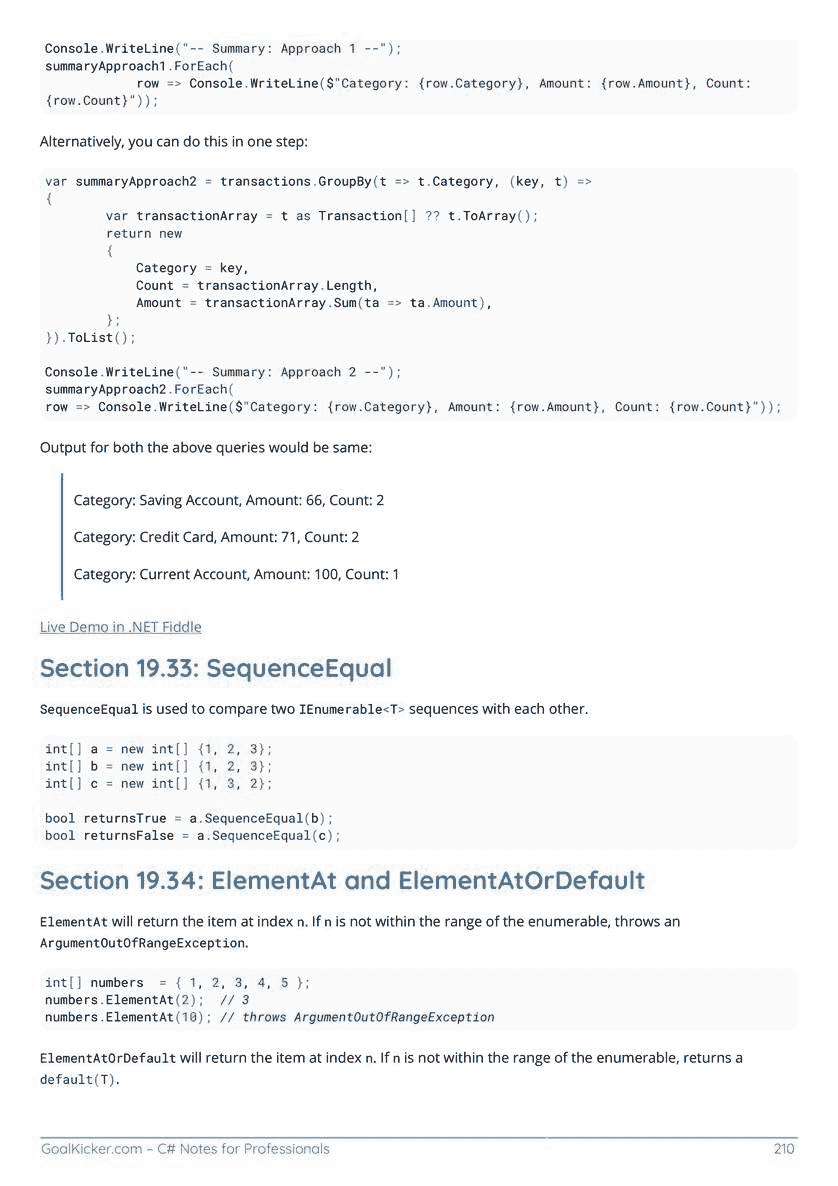 Console.WriteLine("-- Summary: Approach 1 --");
summaryApproach1.ForEach(
            row => Console.WriteLine($"Category: {row.Category}, Amount: {row.Amount}, Count:
{row.Count}"));
Alternatively, you can do this in one step:
var summaryApproach2 = transactions.GroupBy(t => t.Category, (key, t) =>
{
        var transactionArray = t as Transaction[] ?? t.ToArray();
        return new
        {
            Category = key,
            Count = transactionArray.Length,
            Amount = transactionArray.Sum(ta => ta.Amount),
        };
}).ToList();
Console.WriteLine("-- Summary: Approach 2 --");
summaryApproach2.ForEach(
row => Console.WriteLine($"Category: {row.Category}, Amount: {row.Amount}, Count: {row.Count}"));
Output for both the above queries would be same:
Category: Saving Account, Amount: 66, Count: 2
Category: Credit Card, Amount: 71, Count: 2
Category: Current Account, Amount: 100, Count: 1
Live Demo in .NET Fiddle
Section 19.33: SequenceEqual
SequenceEqual is used to compare two IEnumerable<T> sequences with each other.
int[] a = new int[] {1, 2, 3};
int[] b = new int[] {1, 2, 3};
int[] c = new int[] {1, 3, 2};
bool returnsTrue = a.SequenceEqual(b);
bool returnsFalse = a.SequenceEqual(c);
Section 19.34: ElementAt and ElementAtOrDefault
ElementAt will return the item at index n. If n is not within the range of the enumerable, throws an
ArgumentOutOfRangeException.
int[] numbers  = { 1, 2, 3, 4, 5 };
numbers.ElementAt(2);  // 3
numbers.ElementAt(10); // throws ArgumentOutOfRangeException
ElementAtOrDefault will return the item at index n. If n is not within the range of the enumerable, returns a
default(T).
GoalKicker.com – C# Notes for Professionals 210